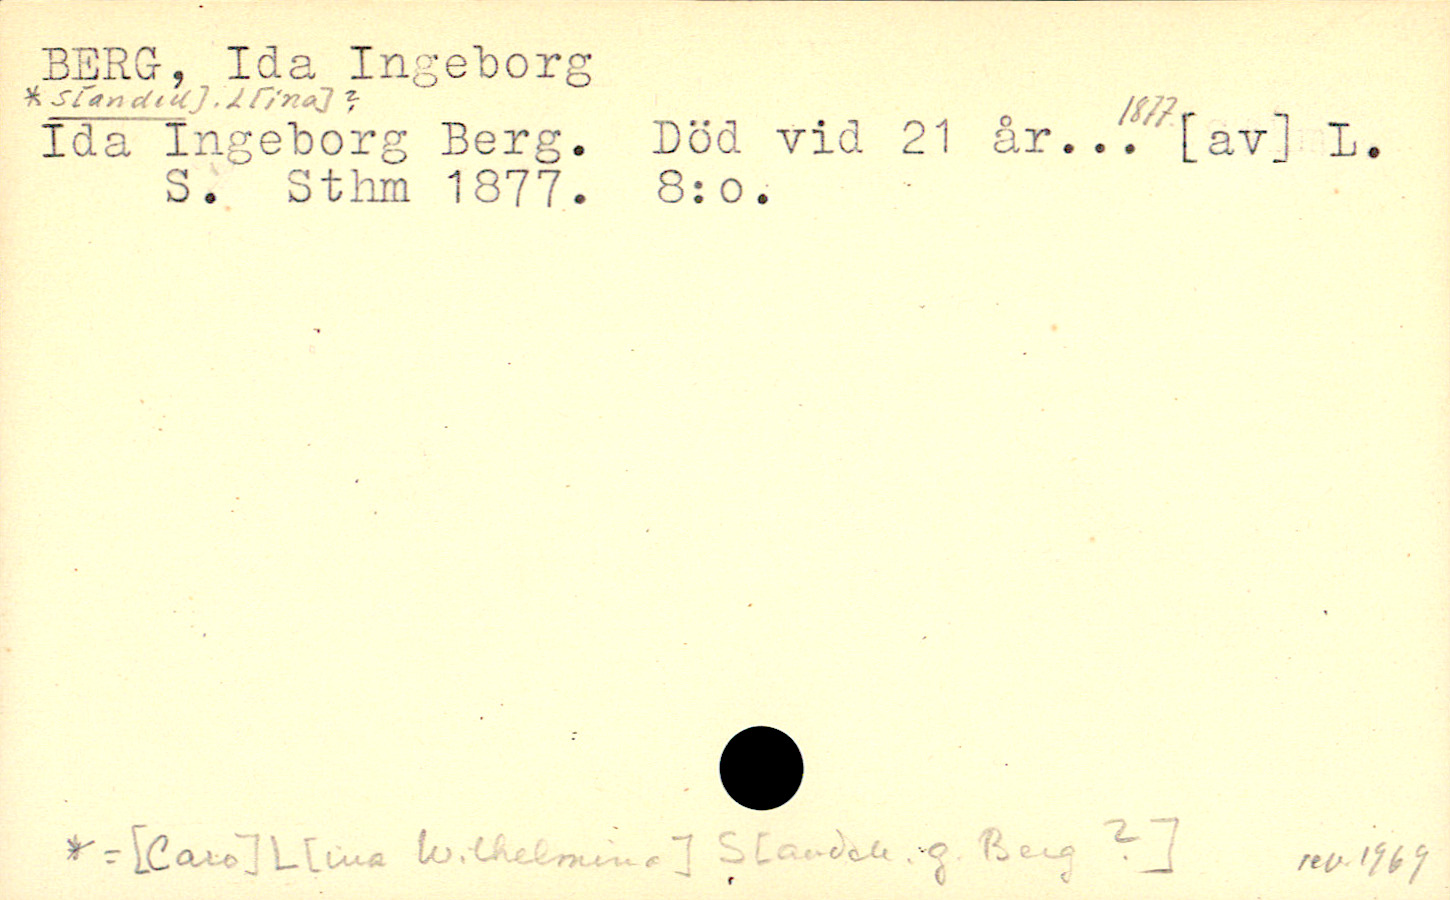 BERG, Ida Ingeborg
* S[andell]. L[ina] ?
Ida Ingeborg Berg. Död vid 21 år... 1877 [av] L.
S. Sthm 1877. 8:o.
* = [Caro]L[ina Wilhelmina] S[andell. g. Berg ?]
rev. 1969